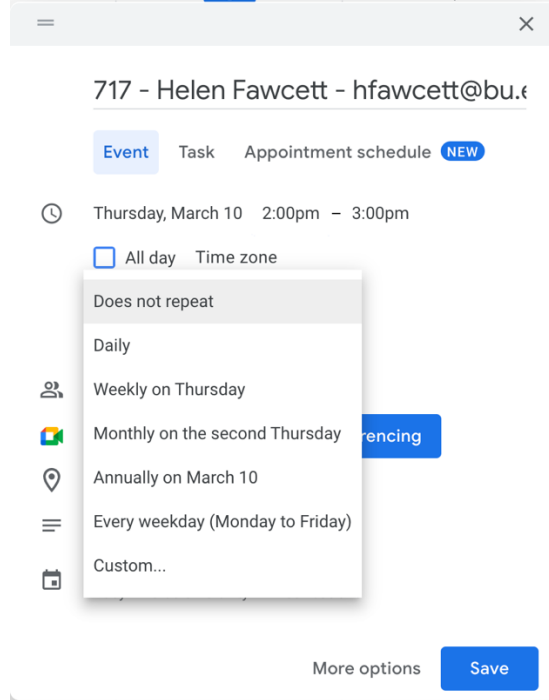 717 - Helen Fawcett - hfawcett@bu.e
Event Task Appointment schedule NEW
Thursday, March 10 2:00pm – 3:00pm
All day Time zone
Does not repeat
Daily
Weekly on Thursday
Monthly on the second Thursday
rencing
Annually on March 10
Every weekday (Monday to Friday)
Custom...
More options Save